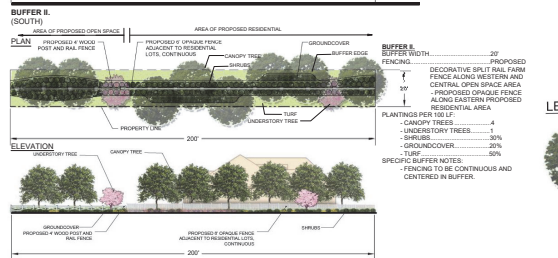 BUFFER II.
(SOUTH)
AREA OF PROPOSED OPEN SPACE
AREA OF PROPOSED RESIDENTIAL
PLAN
PROPOSED 4' WOOD
POST AND RAIL FENCE
PROPOSED 6' OPAQUE FENCE
ADJACENT TO RESIDENTIAL
LOTS, CONTINUOUS
CANOPY TREE
SHRUBS
GROUNDCOVER
BUFFER EDGE
20'
TURF
UNDERSTORY TREE
PROPERTY LINE
200'
ELEVATION
UNDERSTORY TREE
CANOPY TREE
GROUNDCOVER
PROPOSED 4' WOOD POST AND
RAIL FENCE
PROPOSED 6' OPAQUE FENCE
ADJACENT TO RESIDENTIAL LOTS,
CONTINUOUS
SHRUBS
200'
BUFFER II.
BUFFER WIDTH..............................20'
FENCING..............................PROPOSED
DECORATIVE SPLIT RAIL FARM
FENCE ALONG WESTERN AND
CENTRAL OPEN SPACE AREA
- PROPOSED OPAQUE FENCE
ALONG EASTERN PROPOSED
RESIDENTIAL AREA
PLANTINGS PER 100 LF:
- CANOPY TREES..................4
- UNDERSTORY TREES..........1
- SHRUBS..............................30%
- GROUNDCOVER.................20%
- TURF...................................50%
SPECIFIC BUFFER NOTES:
- FENCING TO BE CONTINUOUS AND
CENTERED IN BUFFER.
LE